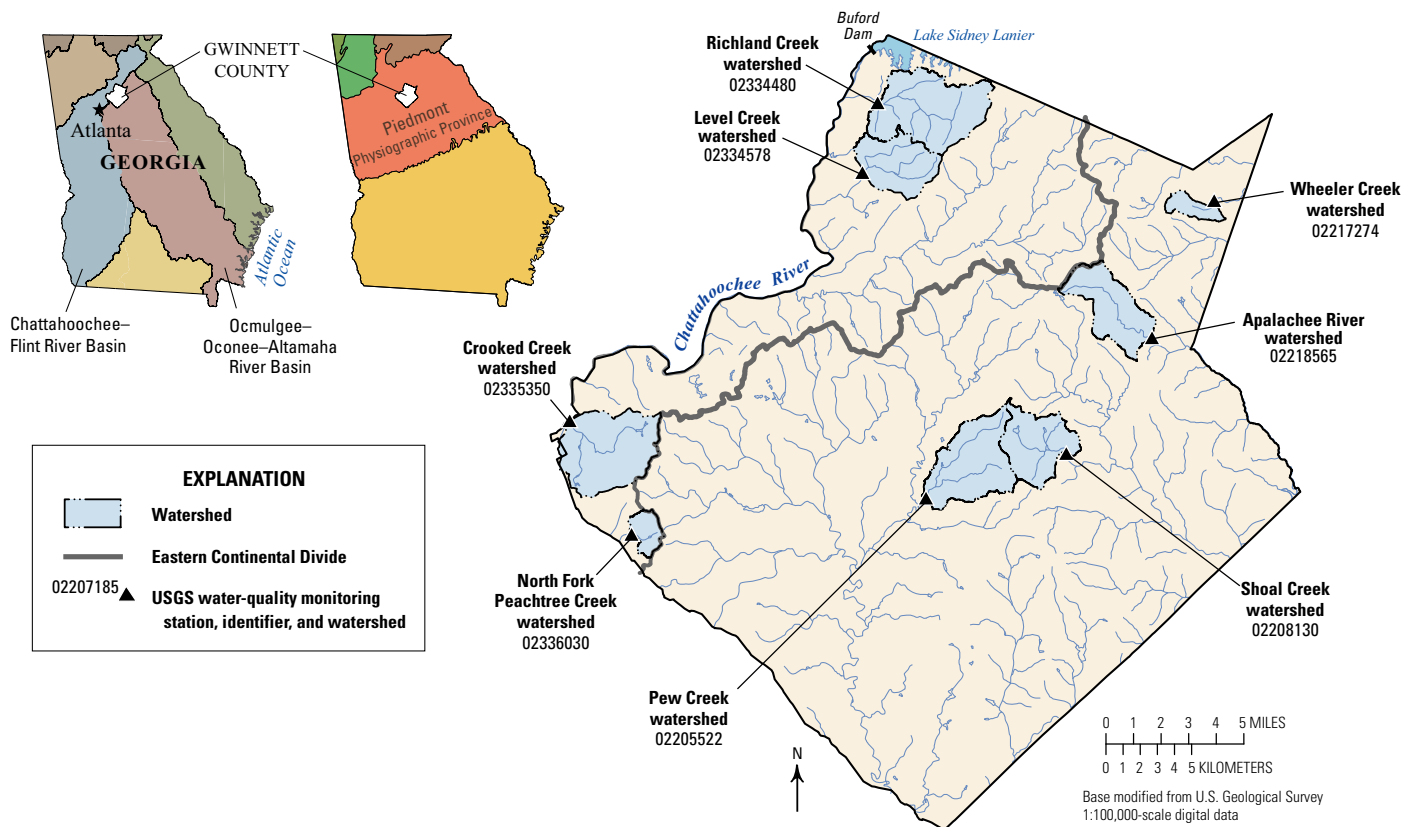 GWINNETT
COUNTY
Atlanta
GEORGIA
Atlantic
Ocean
Chattahoochee–
Flint River Basin
Ocmulgee–
Oconee–Altamaha
River Basin
Piedmont
Physiographic Province
Buford
Dam
Lake Sidney Lanier
Richland Creek
watershed
02334480
Level Creek
watershed
02334578
Wheeler Creek
watershed
02217274
Chattahoochee River
Apalachee River
watershed
02218565
Crooked Creek
watershed
02335350
North Fork
Peachtree Creek
watershed
02336030
Shoal Creek
watershed
02208130
Pew Creek
watershed
02205522
EXPLANATION
Watershed
Eastern Continental Divide
02207185 USGS water-quality monitoring
station, identifier, and watershed
N
0 1 2 3 4 5 MILES
0 1 2 3 4 5 KILOMETERS
Base modified from U.S. Geological Survey
1:100,000-scale digital data